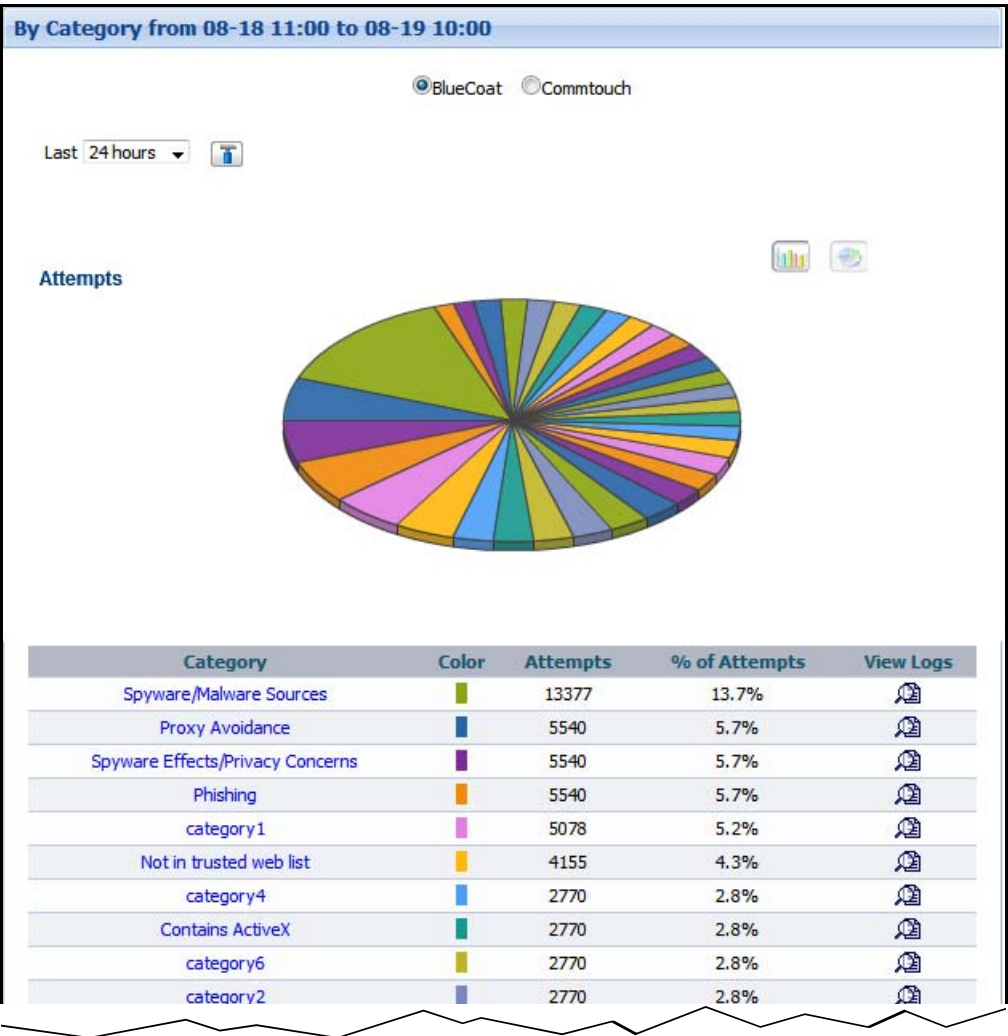 By Category from 08-18 11:00 to 08-19 10:00
BlueCoat Commtouch
Last 24 hours
Attempts
Category Color Attempts % of Attempts View Logs
Spyware/Malware Sources 13377 13.7%
Proxy Avoidance 5540 5.7%
Spyware Effects/Privacy Concerns 5540 5.7%
Phishing 5540 5.7%
category1 5078 5.2%
Not in trusted web list 4155 4.3%
category4 2770 2.8%
Contains ActiveX 2770 2.8%
category6 2770 2.8%
category2 2770 2.8%